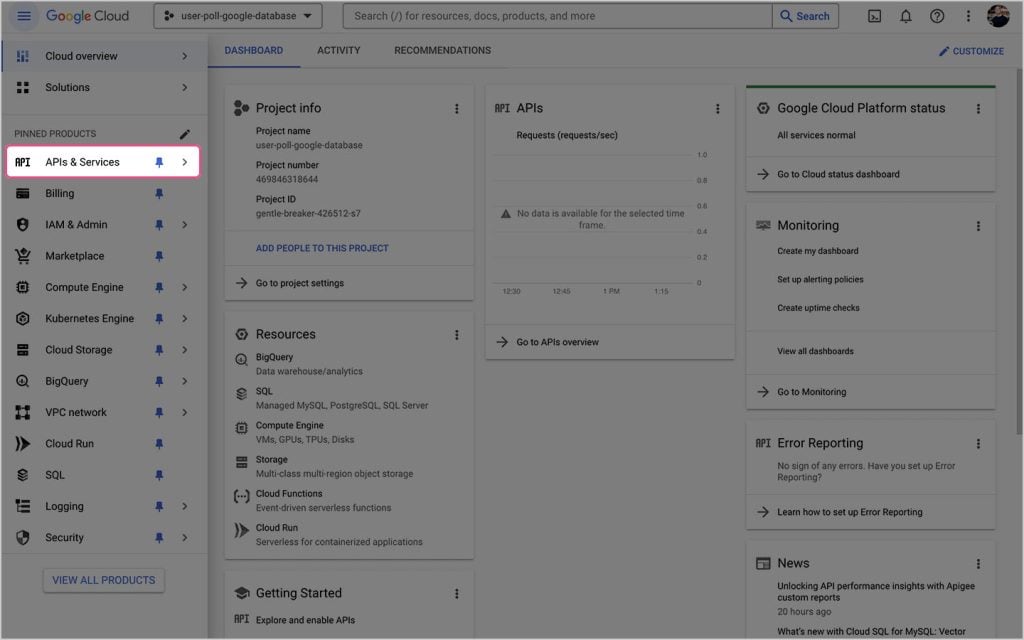 Google Cloud
user-poll-google-database
Search (/) for resources, docs, products, and more
Search
Cloud overview
Solutions
PINNED PRODUCTS
API APIs & Services
Billing
IAM & Admin
Marketplace
Compute Engine
Kubernetes Engine
Cloud Storage
BigQuery
VPC network
Cloud Run
SQL
Logging
Security
VIEW ALL PRODUCTS
DASHBOARD
ACTIVITY
RECOMMENDATIONS
CUSTOMIZE
Project info
Project name
user-poll-google-database
Project number
469846318644
Project ID
gentle-breaker-426512-s7
ADD PEOPLE TO THIS PROJECT
Go to project settings
Resources
BigQuery
Data warehouse/analytics
SQL
Managed MySQL, PostgreSQL, SQL Server
Compute Engine
VMs, GPUs, TPUs, Disks
Storage
Multi-class multi-region object storage
Cloud Functions
Event-driven serverless functions
Cloud Run
Serverless for containerized applications
Getting Started
API Explore and enable APIs
API APIs
Requests (requests/sec)
1.0
0.8
0.6
0.4
0.2
0
No data is available for the selected time
frame.
12:30 12:45 1 PM 1:15
Go to APIs overview
Google Cloud Platform status
All services normal
Go to Cloud status dashboard
Monitoring
Create my dashboard
Set up alerting policies
Create uptime checks
View all dashboards
Go to Monitoring
API Error Reporting
No sign of any errors. Have you set up Error
Reporting?
Learn how to set up Error Reporting
News
Unlocking API performance insights with Apigee
custom reports
20 hours ago
What's new with Cloud SQL for MySQL: Vector